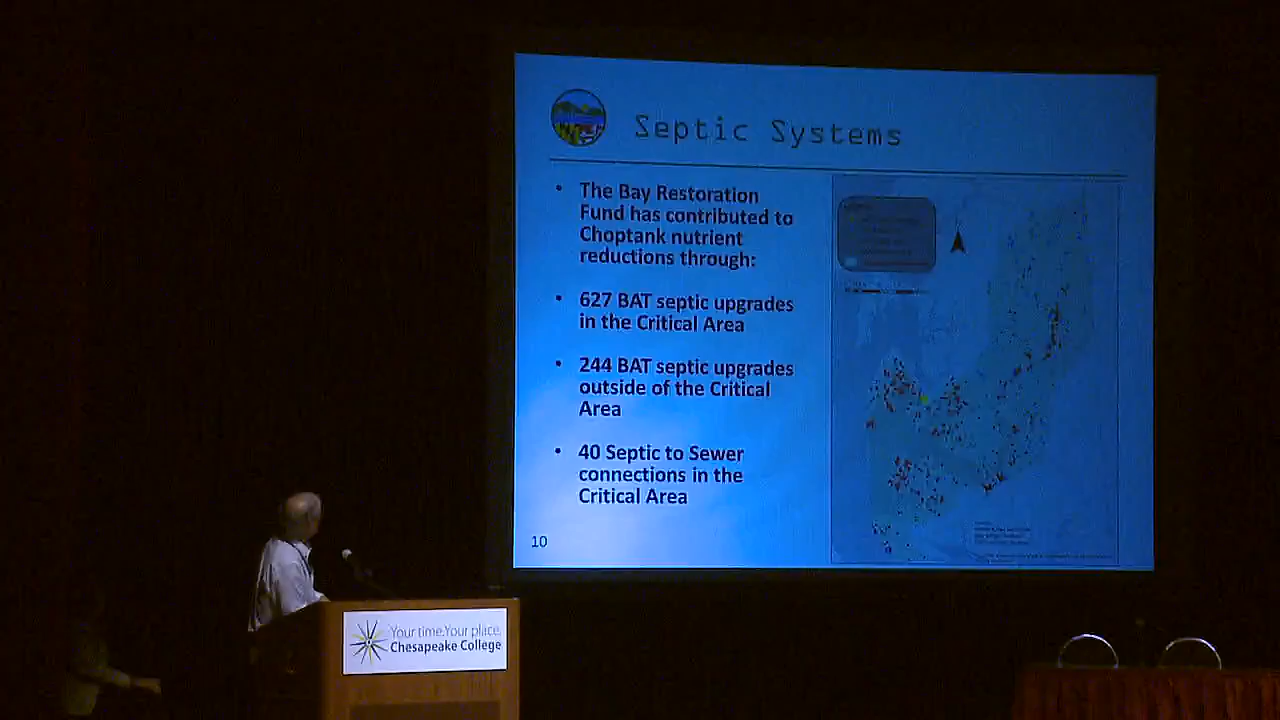 Septic Systems
• The Bay Restoration
Fund has contributed to
Choptank nutrient
reductions through:
• 627 BAT septic upgrades
in the Critical Area
• 244 BAT septic upgrades
outside of the Critical
Area
• 40 Septic to Sewer
connections in the
Critical Area
10
Your time.Your place.
Chesapeake College